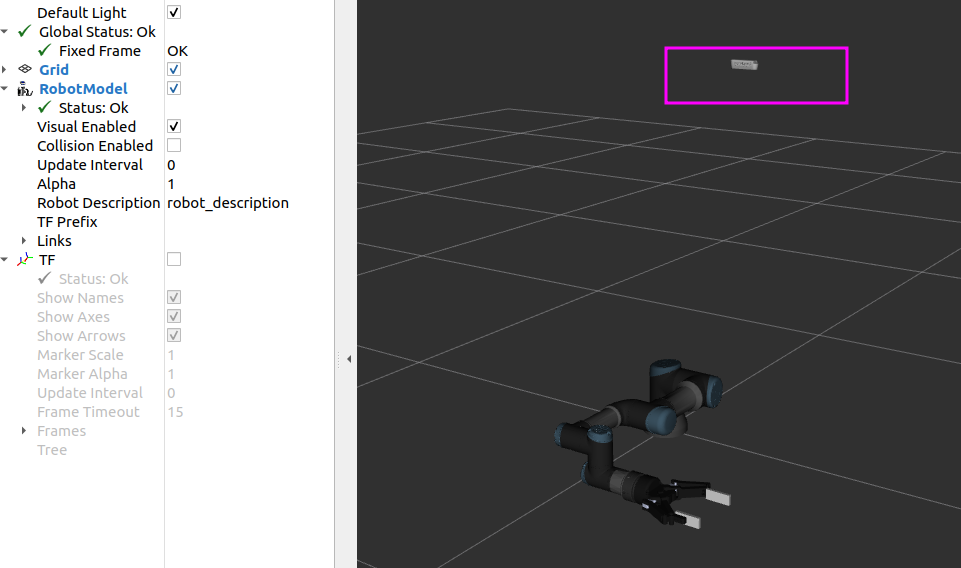 Default Light
Global Status: Ok
Fixed Frame OK
Grid
RobotModel
Status: Ok
Visual Enabled
Collision Enabled
Update Interval 0
Alpha 1
Robot Description robot_description
TF Prefix
Links
TF
Status: Ok
Show Names
Show Axes
Show Arrows
Marker Scale 1
Marker Alpha 1
Update Interval 0
Frame Timeout 15
Frames
Tree